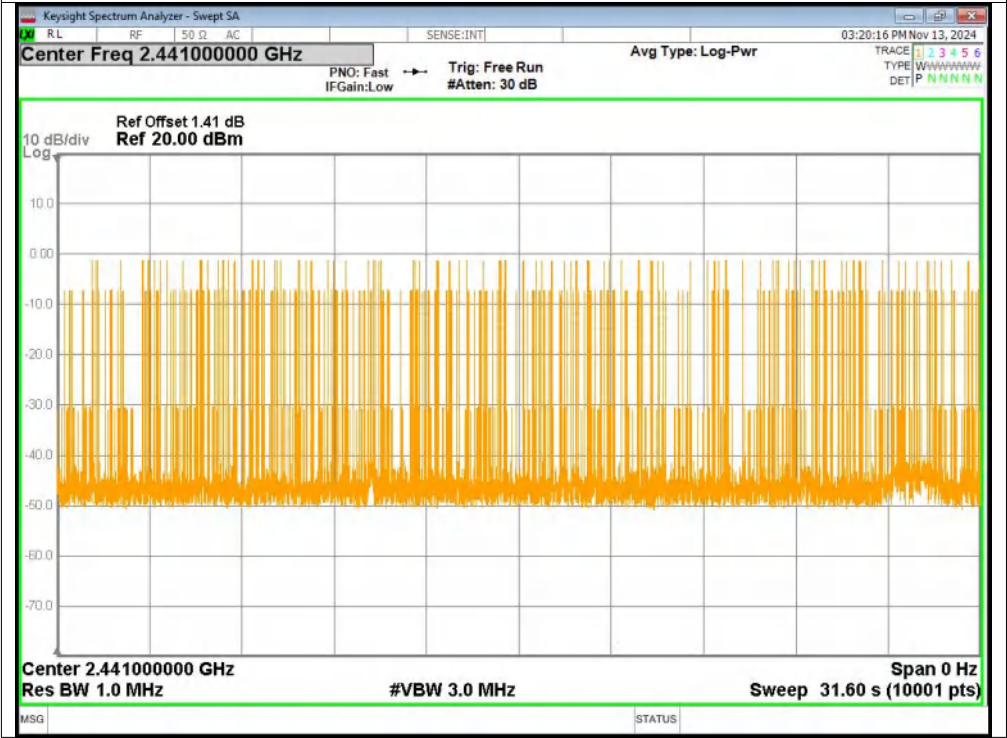 Keysight Spectrum Analyzer - Swept SA
LXI RL RF 50 Ω AC SENSE:INT 03:20:16 PM Nov 13, 2024
Center Freq 2.441000000 GHz
Avg Type: Log-Pwr
TRACE 1 2 3 4 5 6
PNO: Fast Trig: Free Run
TYPE WWWWWW
IFGain:Low #Atten: 30 dB
DET P N N N N N
Ref Offset 1.41 dB
10 dB/div Ref 20.00 dBm
Log
10.0
0.00
-10.0
-20.0
-30.0
-40.0
-50.0
-60.0
-70.0
Center 2.441000000 GHz Span 0 Hz
Res BW 1.0 MHz #VBW 3.0 MHz Sweep 31.60 s (10001 pts)
MSG STATUS